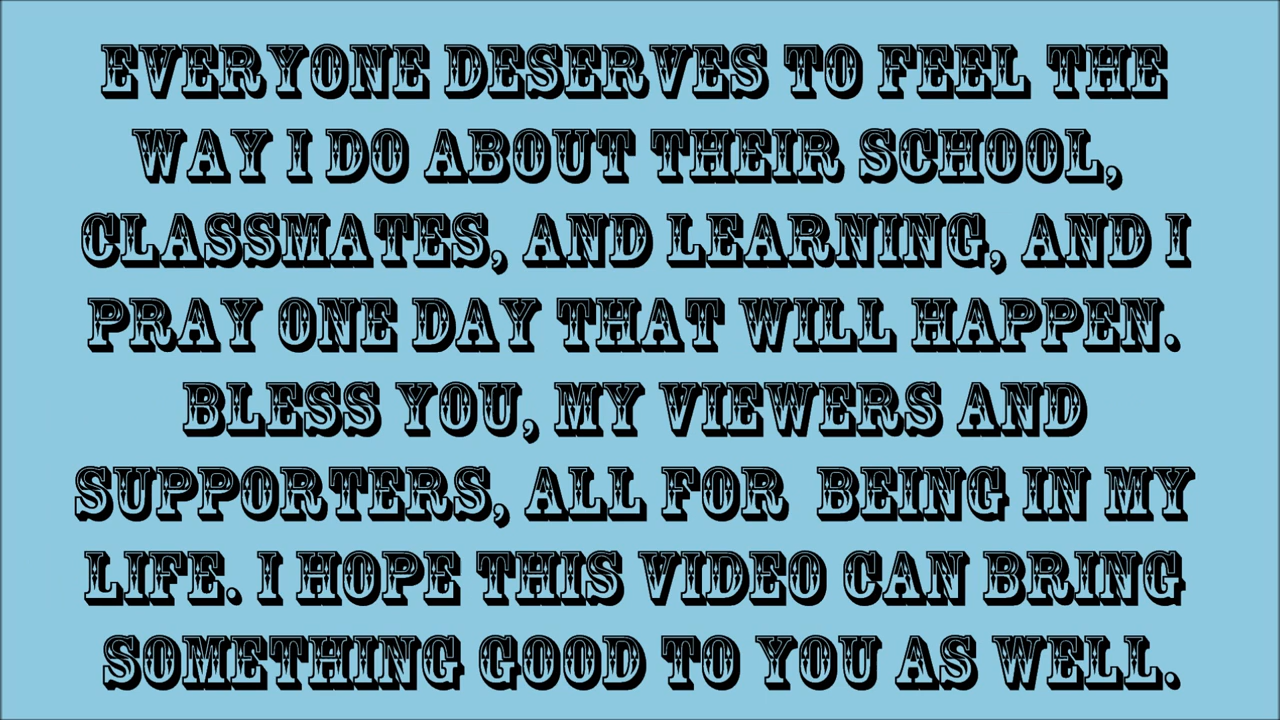 EVERYONE DESERVES TO FEEL THE
WAY I DO ABOUT THEIR SCHOOL,
CLASSMATES, AND LEARNING, AND I
PRAY ONE DAY THAT WILL HAPPEN.
BLESS YOU, MY VIEWERS AND
SUPPORTERS, ALL FOR BEING IN MY
LIFE. I HOPE THIS VIDEO CAN BRING
SOMETHING GOOD TO YOU AS WELL.